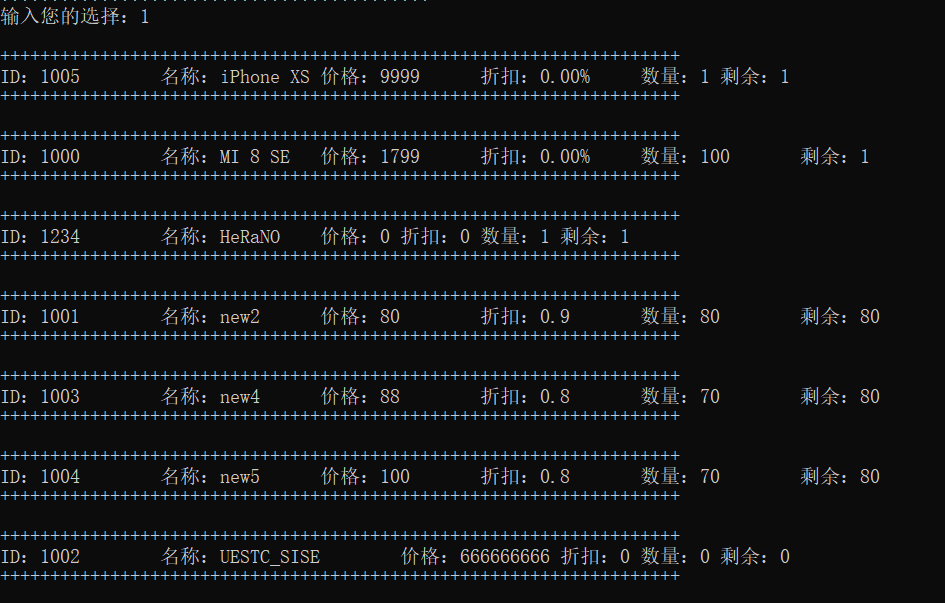 输入您的选择：1
+++++++++++++++++++++++++++++++++++++++++++++++++++++++++++++++++++++
ID：1005 名称：iPhone XS 价格：9999 折扣：0.00% 数量：1 剩余：1
+++++++++++++++++++++++++++++++++++++++++++++++++++++++++++++++++++++
+++++++++++++++++++++++++++++++++++++++++++++++++++++++++++++++++++++
ID：1000 名称：MI 8 SE 价格：1799 折扣：0.00% 数量：100 剩余：1
+++++++++++++++++++++++++++++++++++++++++++++++++++++++++++++++++++++
+++++++++++++++++++++++++++++++++++++++++++++++++++++++++++++++++++++
ID：1234 名称：HeRaNO 价格：0 折扣：0 数量：1 剩余：1
+++++++++++++++++++++++++++++++++++++++++++++++++++++++++++++++++++++
+++++++++++++++++++++++++++++++++++++++++++++++++++++++++++++++++++++
ID：1001 名称：new2 价格：80 折扣：0.9 数量：80 剩余：80
+++++++++++++++++++++++++++++++++++++++++++++++++++++++++++++++++++++
+++++++++++++++++++++++++++++++++++++++++++++++++++++++++++++++++++++
ID：1003 名称：new4 价格：88 折扣：0.8 数量：70 剩余：80
+++++++++++++++++++++++++++++++++++++++++++++++++++++++++++++++++++++
+++++++++++++++++++++++++++++++++++++++++++++++++++++++++++++++++++++
ID：1004 名称：new5 价格：100 折扣：0.8 数量：70 剩余：80
+++++++++++++++++++++++++++++++++++++++++++++++++++++++++++++++++++++
+++++++++++++++++++++++++++++++++++++++++++++++++++++++++++++++++++++
ID：1002 名称：UESTC_SISE 价格：666666666 折扣：0 数量：0 剩余：0
+++++++++++++++++++++++++++++++++++++++++++++++++++++++++++++++++++++